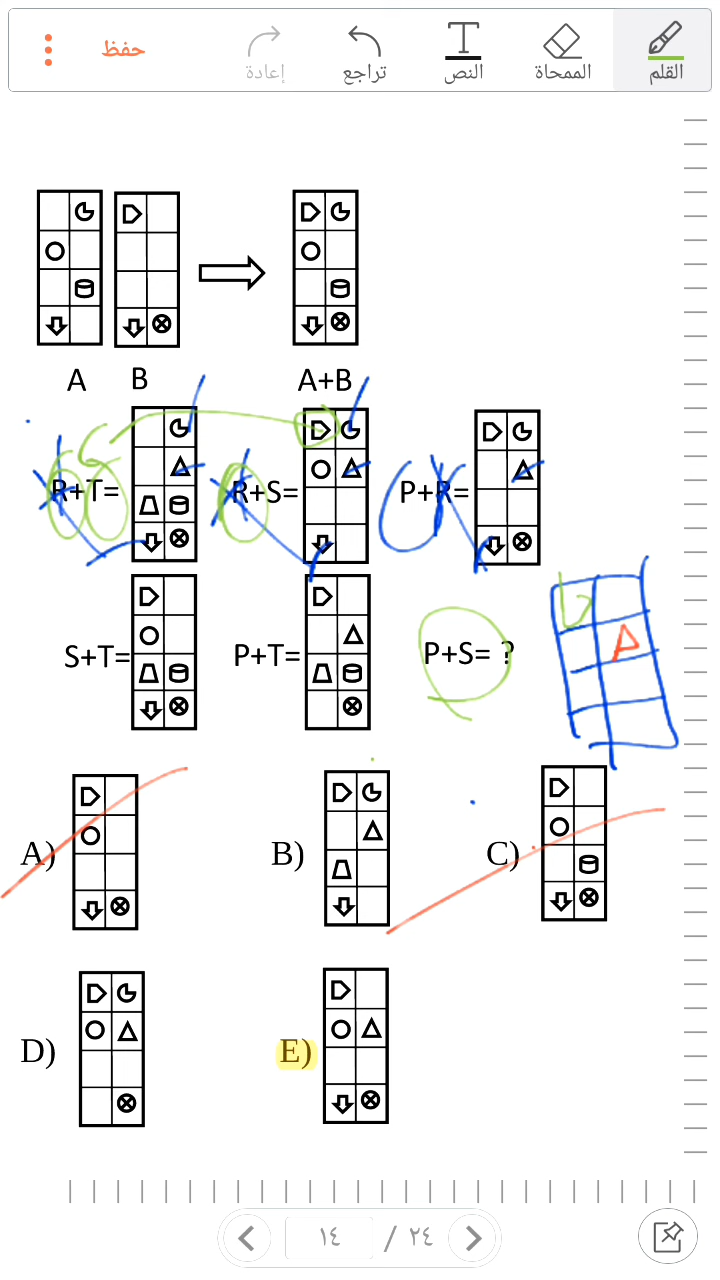 حفظ
إعادة
تراجع
النص
الممحاة
القلم
A B A+B
R+T= R+S= P+R=
S+T= P+T= P+S= ?
A) B) C)
D) E)
١٤ / ٢٤